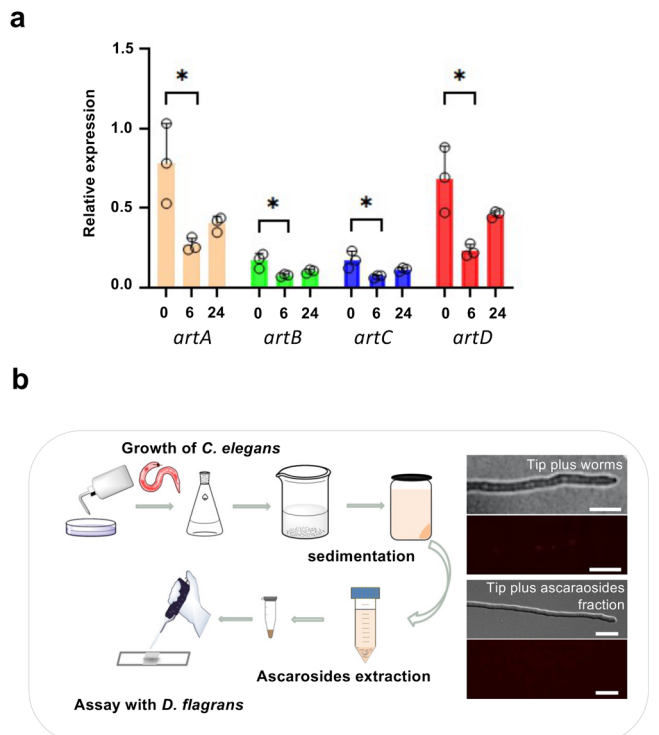 a
1.5
1.0
0.5
0.0
Relative expression
* * * *
0 6 24 0 6 24 0 6 24 0 6 24
artA artB artC artD
b
Growth of C. elegans
Tip plus worms
sedimentation
Tip plus ascaraosides
fraction
Ascarosides extraction
Assay with D. flagrans